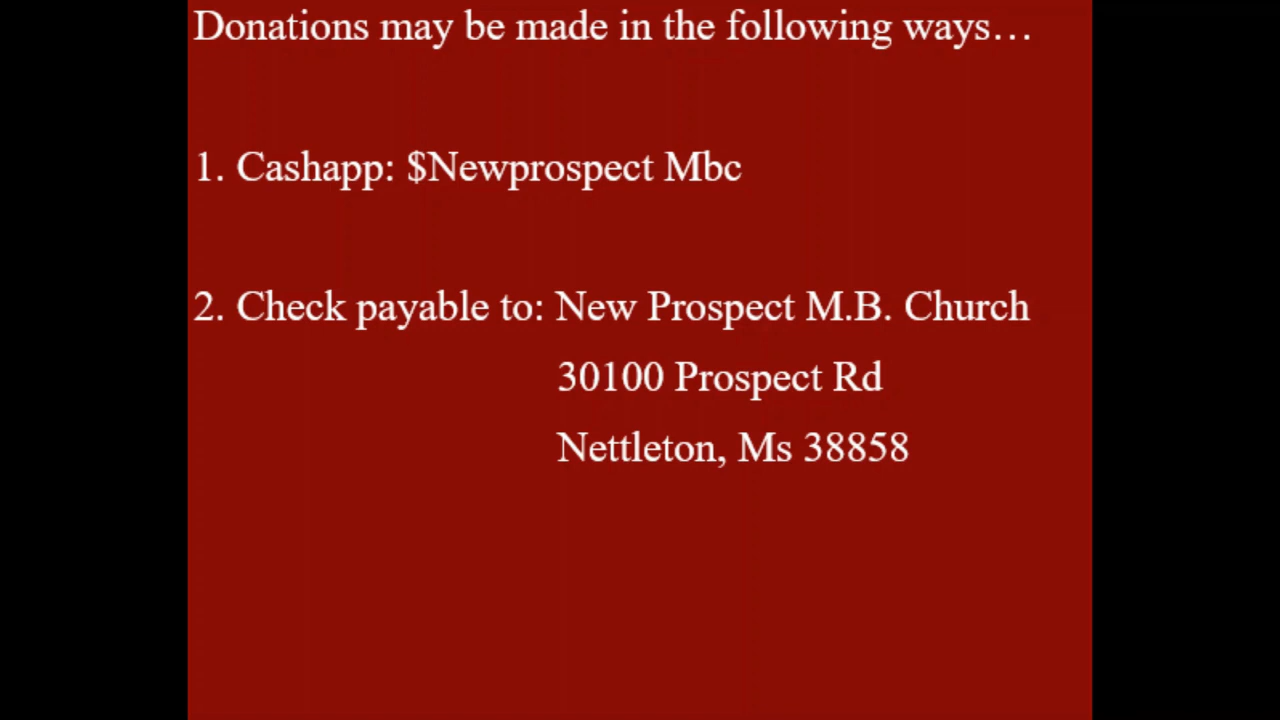 Donations may be made in the following ways…
1. Cashapp: $Newprospect Mbc
2. Check payable to: New Prospect M.B. Church
30100 Prospect Rd
Nettleton, Ms 38858